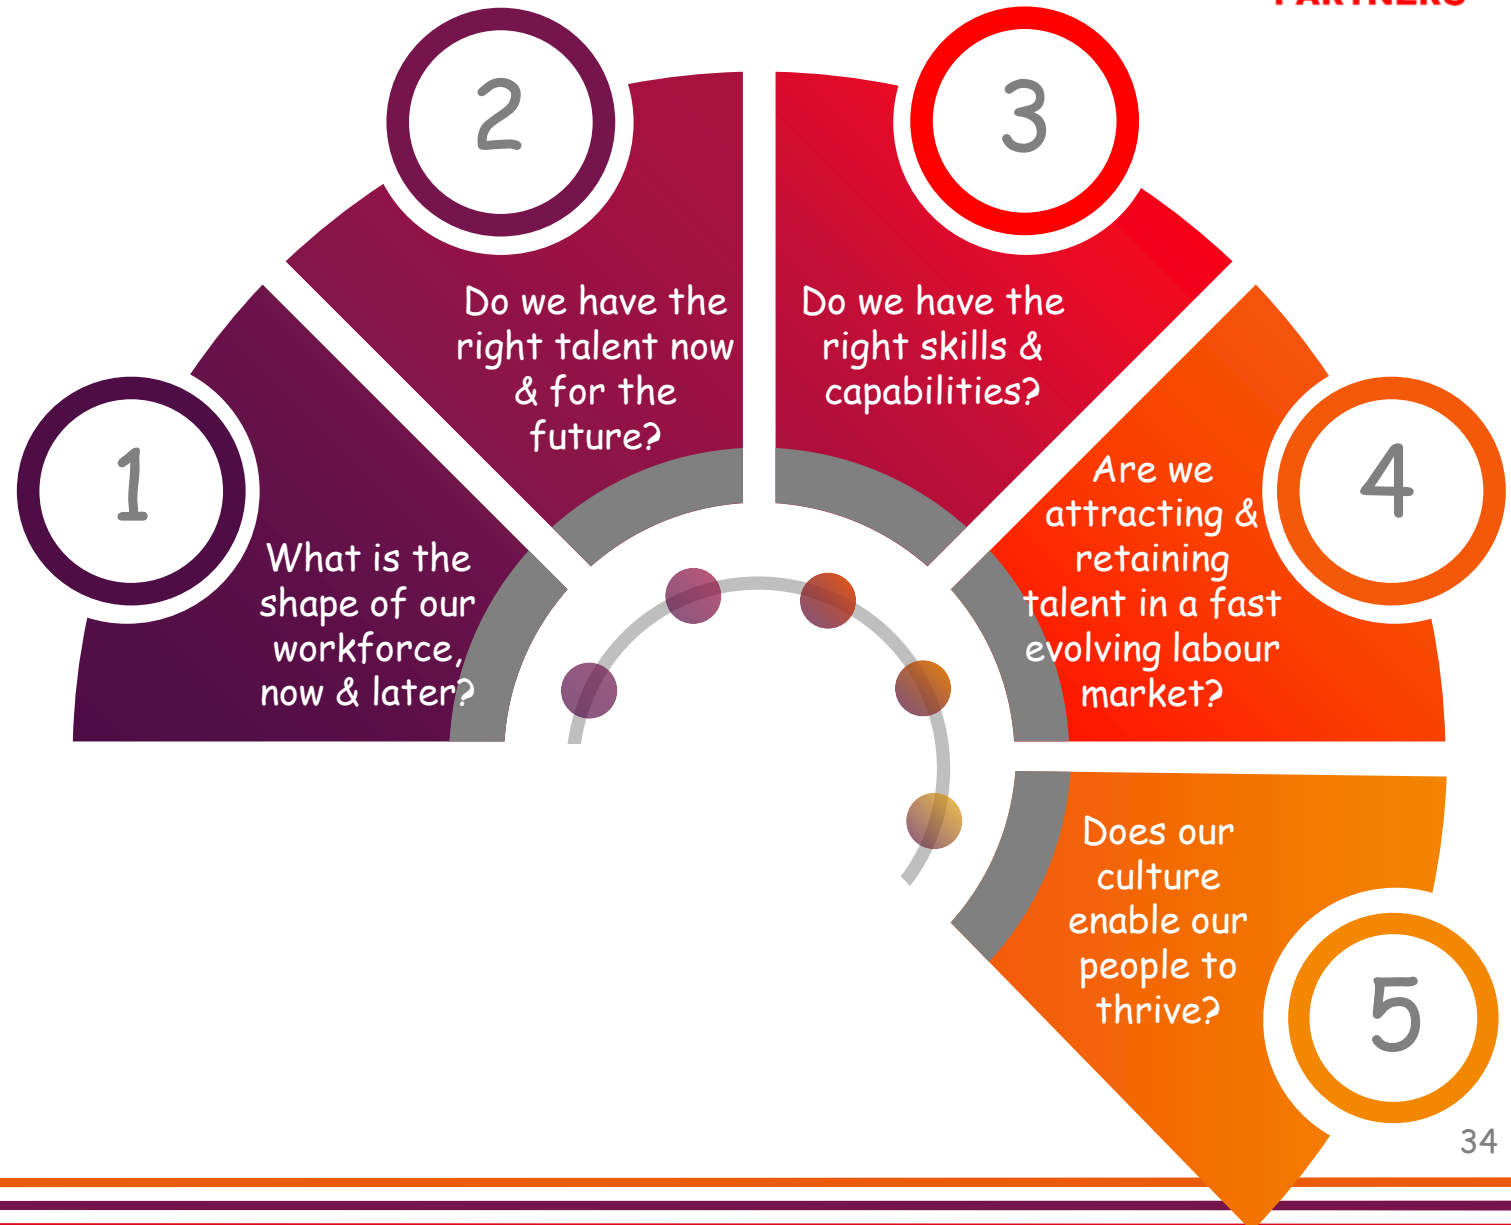 PARTNERS
1
What is the
shape of our
workforce,
now & later?
2
Do we have the
right talent now
& for the
future?
3
Do we have the
right skills &
capabilities?
4
Are we
attracting &
retaining
talent in a fast
evolving labour
market?
5
Does our
culture
enable our
people to
thrive?
34